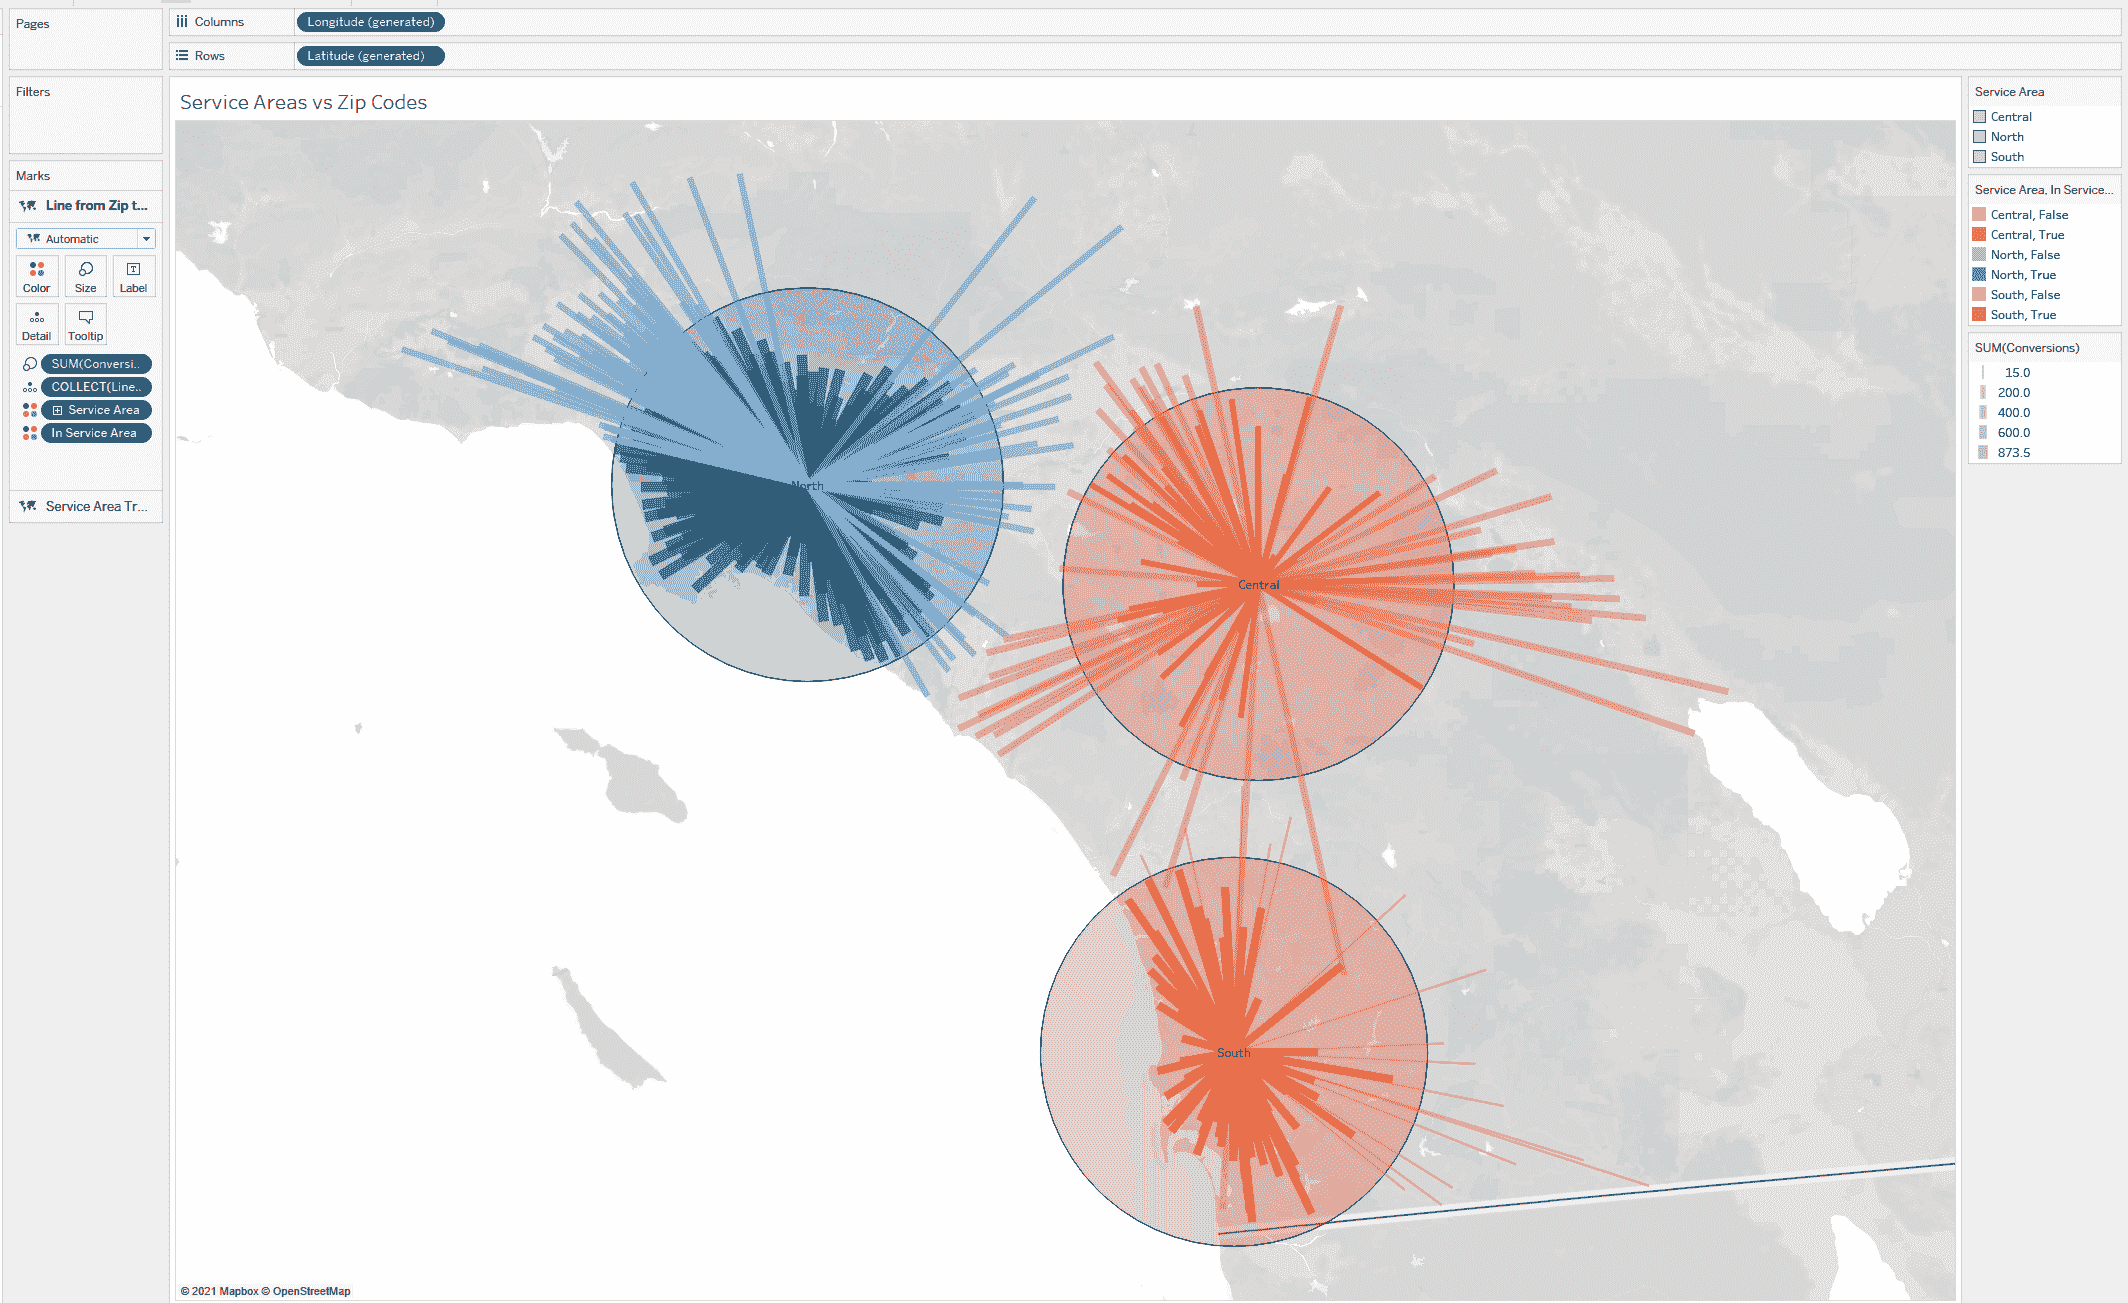 Pages
Columns
Longitude (generated)
Rows
Latitude (generated)
Filters
Marks
Line from Zip t...
Automatic
Color
Size
Label
Detail
Tooltip
SUM(Conversi..
COLLECT(Line..
Service Area
In Service Area
Service Area Tr...
Service Areas vs Zip Codes
North
Central
South
© 2021 Mapbox © OpenStreetMap
Service Area
Central
North
South
Service Area, In Service...
Central, False
Central, True
North, False
North, True
South, False
South, True
SUM(Conversions)
15.0
200.0
400.0
600.0
873.5